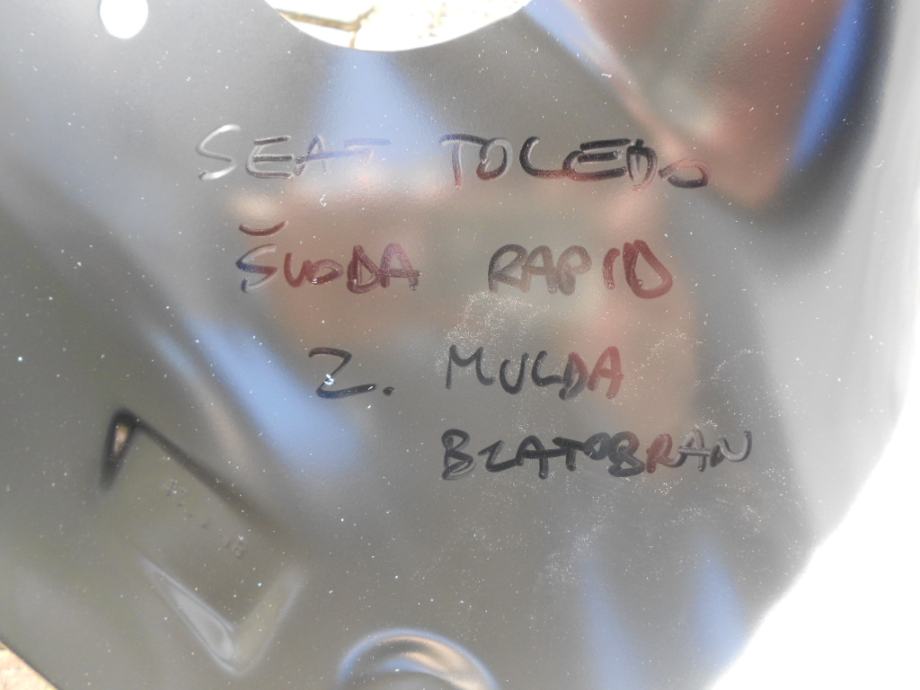 SEAT TOLEDO
ŠKODA RAPID
Z. MULDA
BLATOBRAN